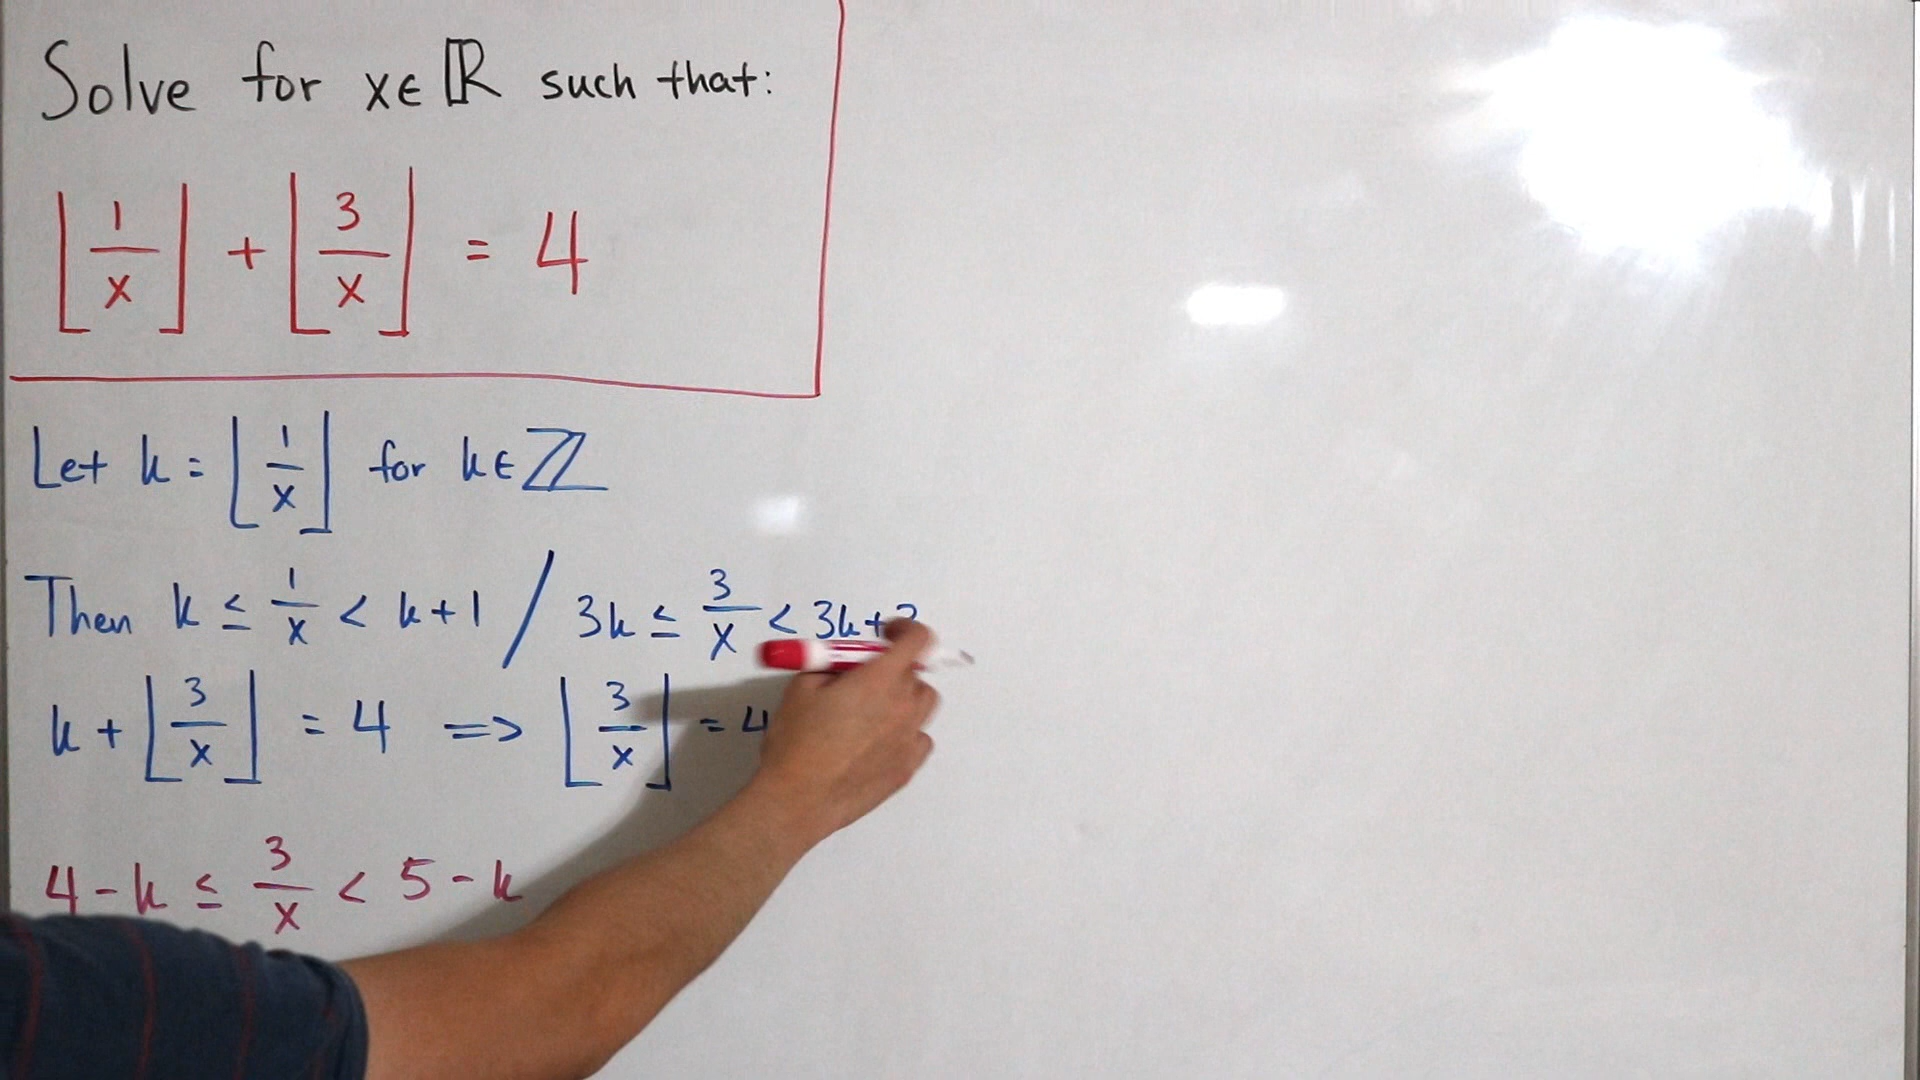 Solve for x∈ℝ such that:
⌊1/x⌋ + ⌊3/x⌋ = 4
Let k = ⌊1/x⌋ for k∈ℤ
Then k ≤ 1/x < k+1 / 3k ≤ 3/x < 3k+
k + ⌊3/x⌋ = 4 => ⌊3/x⌋ = 4
4-k ≤ 3/x < 5-k